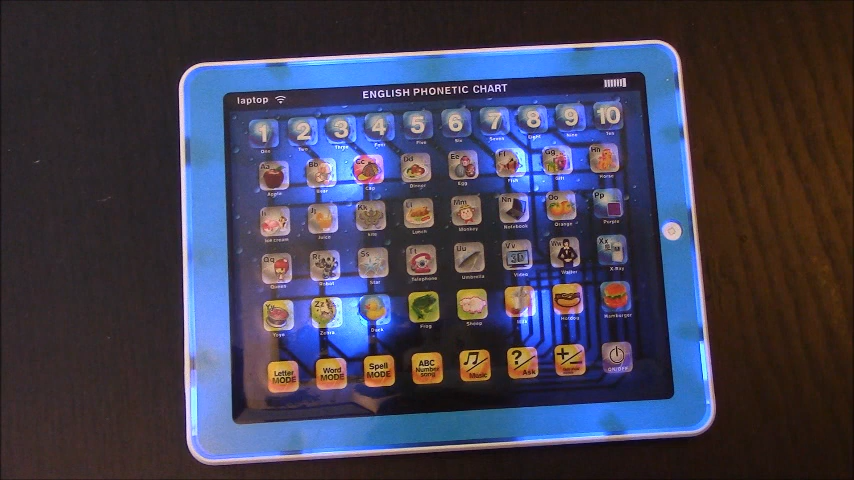 laptop
ENGLISH PHONETIC CHART
1 2 3 4 5 6 7 8 9 10
One Two Three Four Five Six Seven Eight Nine Ten
Aa Bb Cc Dd Ee Ff Gg Hh
Apple Bear Cap Dinner Egg Fish Gift Horse
Ii Jj Kk Ll Mm Nn Oo Pp
Ice cream Juice Lunch Monkey Notebook Orange Purple
Qq Rr Ss Tt Uu Vv Ww Xx
3D
Queen Robot Star Telephone Umbrella Video Waiter X-Ray
Yy Zz
Zebra Duck Frog Sheep Milk Hotdog Hamburger
Letter MODE Word MODE Spell MODE ABC Number song Music ? Ask + − ON/OFF